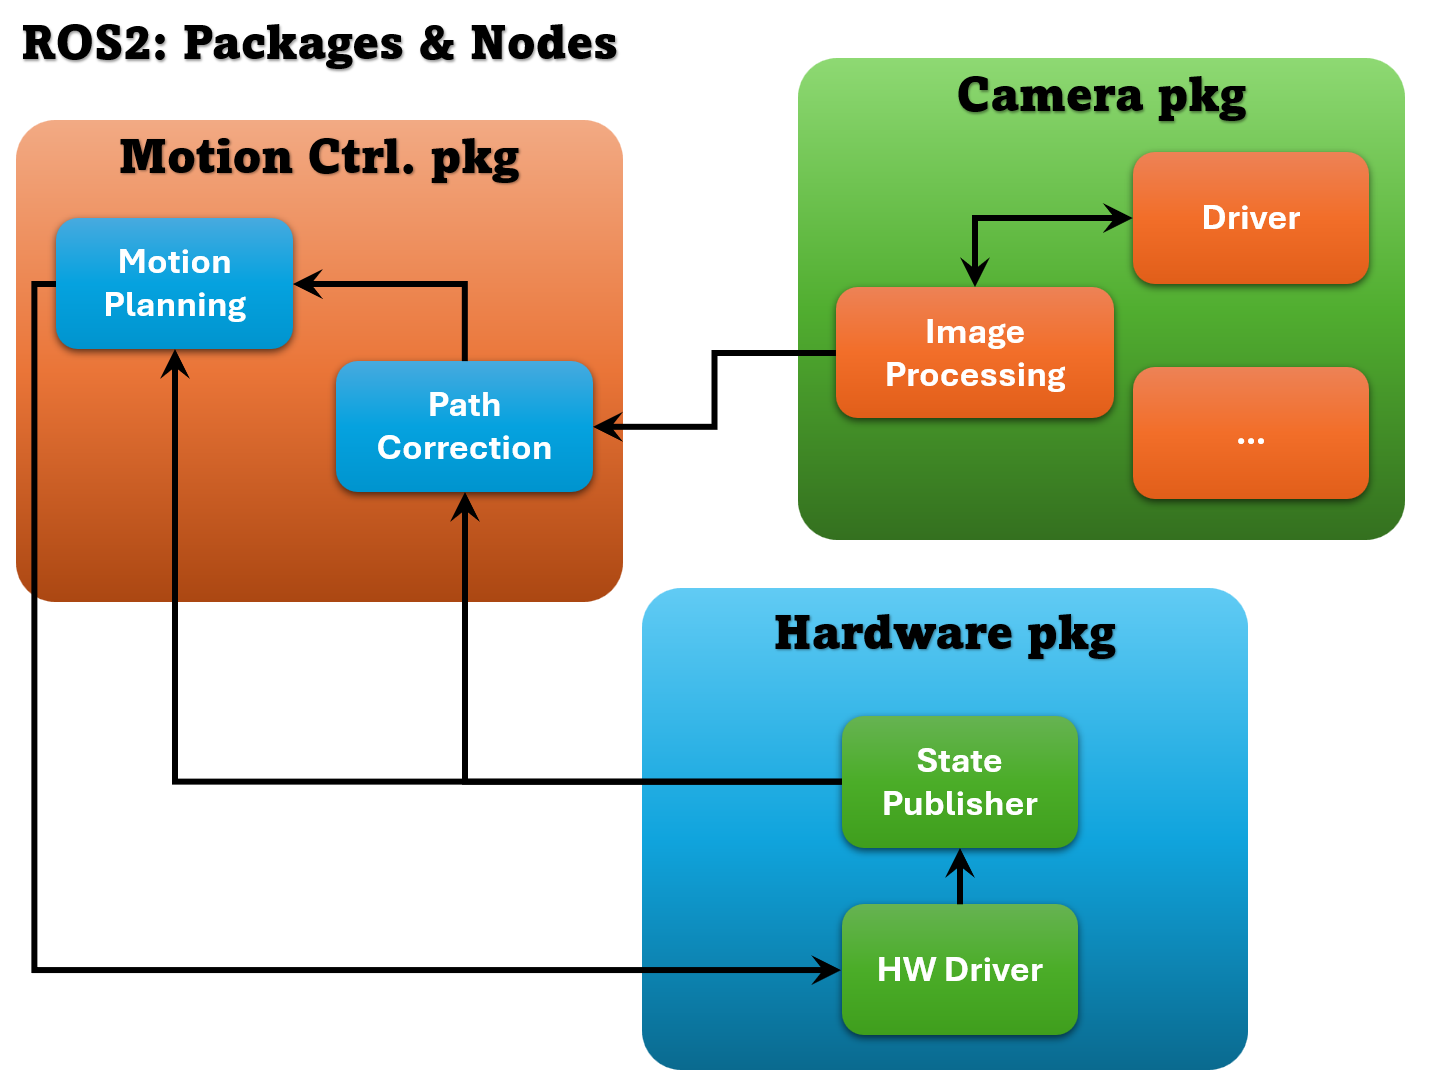 ROS2: Packages & Nodes
Motion Ctrl. pkg
Motion
Planning
Path
Correction
Camera pkg
Driver
Image
Processing
...
Hardware pkg
State
Publisher
HW Driver